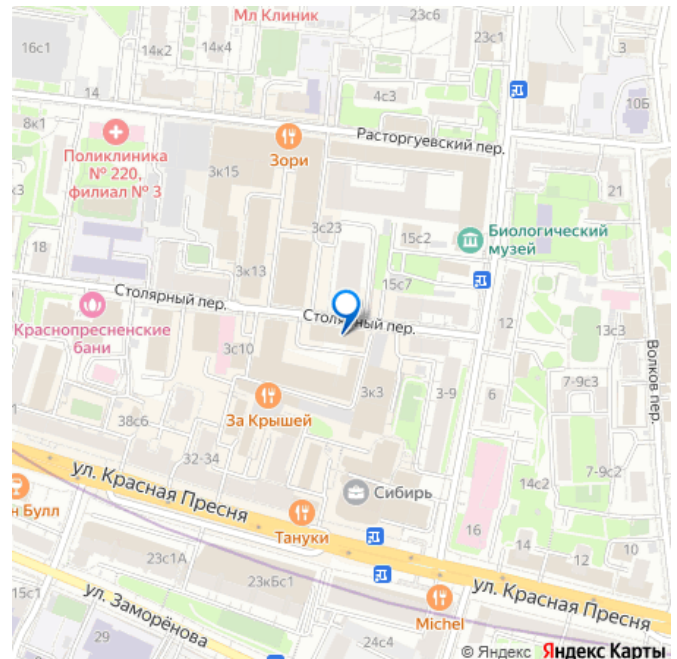 Мл Клиник
23с6
16с1
14к2
14к4
23с1
3
14
4с3
10Б
8к1
Расторгуевский пер.
Поликлиника
№ 220,
филиал № 3
Зори
3к15
21
3с23
15с2
Биологический
музей
18
3к13
15с7
Столярный пер.
Столярный пер.
Краснопресненские
бани
12
13с3
3с10
Волков пер.
3к3
3-9
6
7-9с3
За Крышей
38с6
32-34
7-9с2
ул. Красная Пресня
Сибирь
14с2
н Булл
Тануки
16
14
12
10
23с1А
23кБс1
ул. Красная Пресня
15с1
ул. Заморёнова
Michel
29
24с4
© Яндекс Яндекс Карты